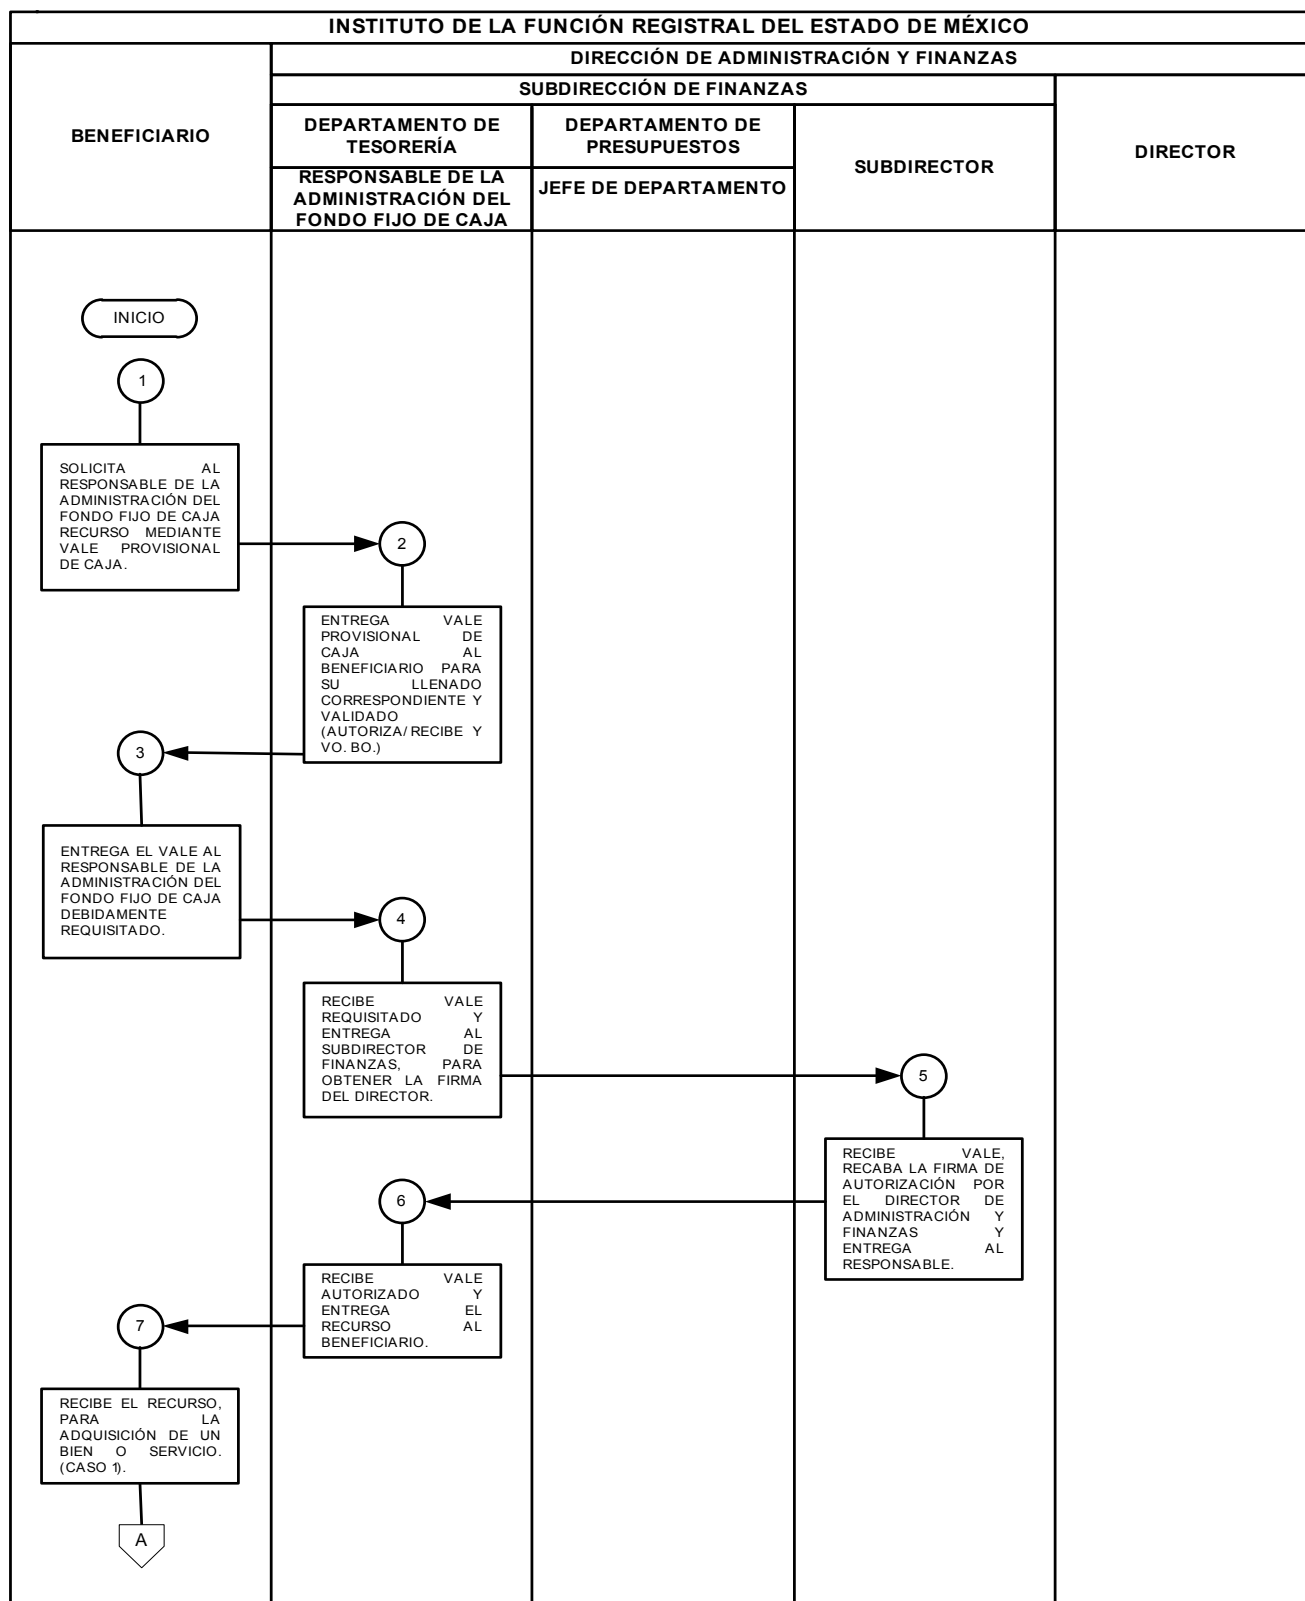 INSTITUTO DE LA FUNCIÓN REGISTRAL DEL ESTADO DE MÉXICO
DIRECCIÓN DE ADMINISTRACIÓN Y FINANZAS
SUBDIRECCIÓN DE FINANZAS
BENEFICIARIO
DEPARTAMENTO DE
TESORERÍA
RESPONSABLE DE LA
ADMINISTRACIÓN DEL
FONDO FIJO DE CAJA
DEPARTAMENTO DE
PRESUPUESTOS
JEFE DE DEPARTAMENTO
SUBDIRECTOR
DIRECTOR
INICIO
1
SOLICITA AL
RESPONSABLE DE LA
ADMINISTRACIÓN DEL
FONDO FIJO DE CAJA
RECURSO MEDIANTE
VALE PROVISIONAL
DE CAJA.
2
ENTREGA VALE
PROVISIONAL DE
CAJA AL
BENEFICIARIO PARA
SU LLENADO
CORRESPONDIENTE Y
VALIDADO
(AUTORIZA/RECIBE Y
VO. BO.)
3
ENTREGA EL VALE AL
RESPONSABLE DE LA
ADMINISTRACIÓN DEL
FONDO FIJO DE CAJA
DEBIDAMENTE
REQUISITADO.
4
RECIBE VALE
REQUISITADO Y
ENTREGA AL
SUBDIRECTOR DE
FINANZAS, PARA
OBTENER LA FIRMA
DEL DIRECTOR.
5
RECIBE VALE,
RECABA LA FIRMA DE
AUTORIZACIÓN POR
EL DIRECTOR DE
ADMINISTRACIÓN Y
FINANZAS Y
ENTREGA AL
RESPONSABLE.
6
RECIBE VALE
AUTORIZADO Y
ENTREGA EL
RECURSO AL
BENEFICIARIO.
7
RECIBE EL RECURSO,
PARA LA
ADQUISICIÓN DE UN
BIEN O SERVICIO.
(CASO 1).
A